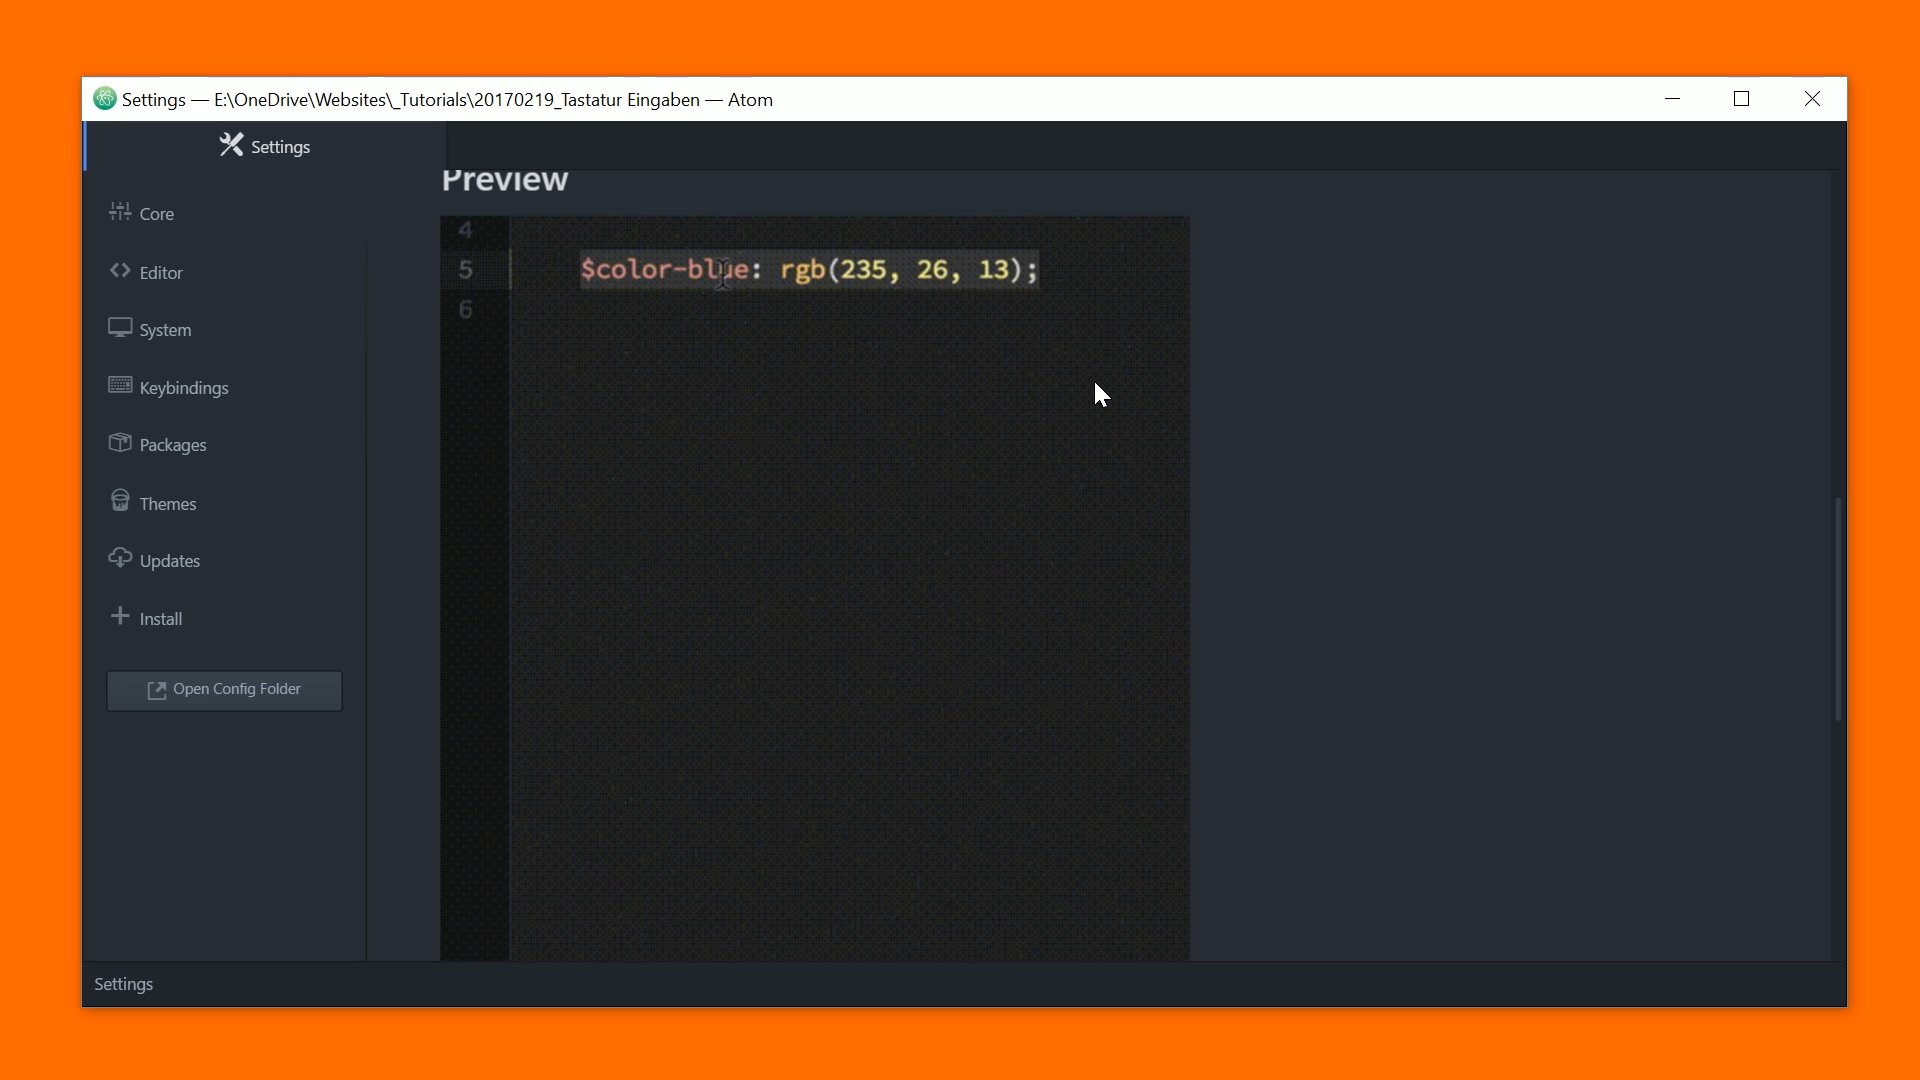 Settings — E:\OneDrive\Websites\_Tutorials\20170219_Tastatur Eingaben — Atom
Settings
Core
Editor
System
Keybindings
Packages
Themes
Updates
Install
Open Config Folder
Preview
4
5 $color-blue: rgb(235, 26, 13);
6
Settings